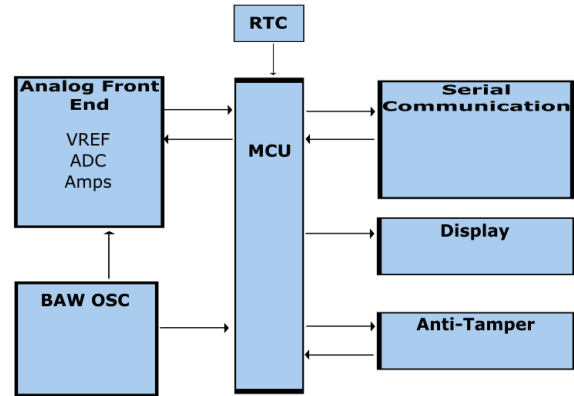 RTC
Analog Front
End
VREF
ADC
Amps
MCU
Serial
Communication
Display
BAW OSC
Anti-Tamper